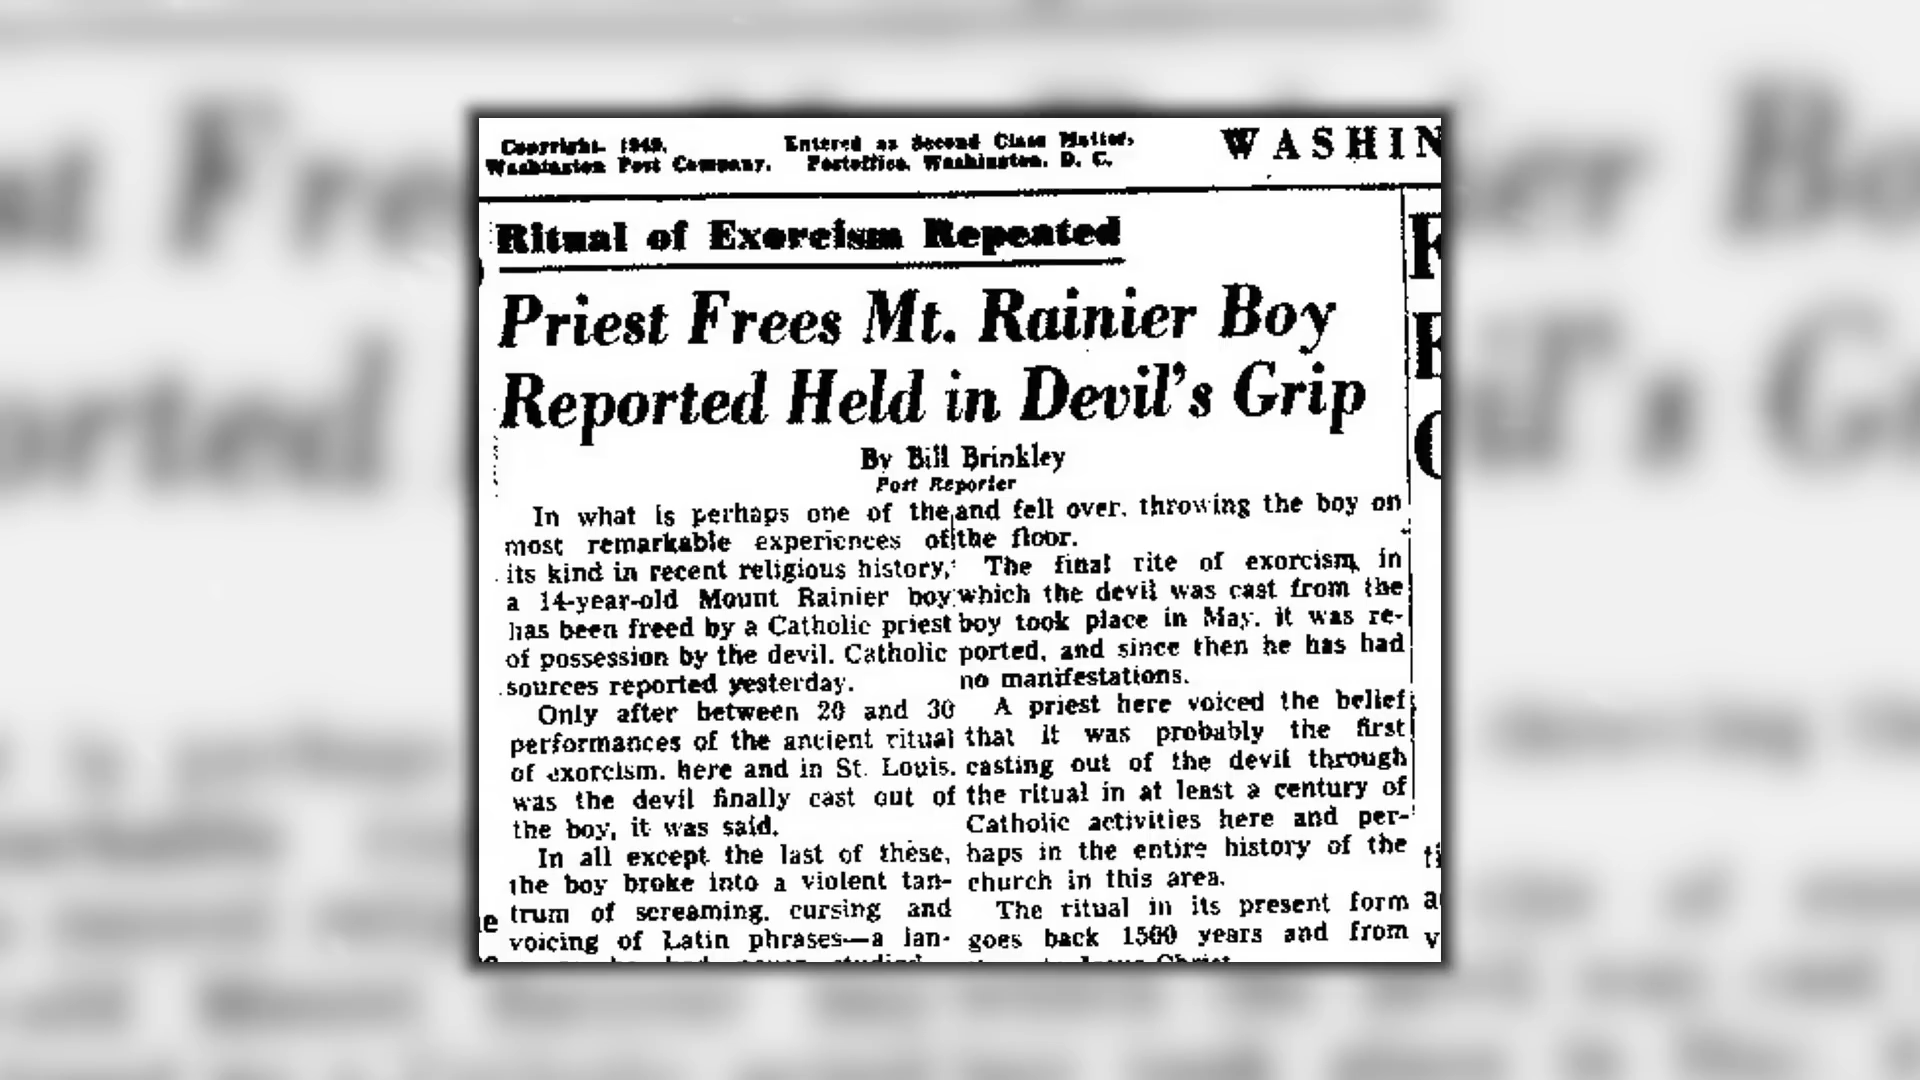 Copyright, 1949,
Washington Post Company.
Entered as Second Class Matter,
Postoffice, Washington, D. C.
WASHIN
Ritual of Exorcism Repeated
Priest Frees Mt. Rainier Boy
Reported Held in Devil's Grip
By Bill Brinkley
Post Reporter
In what is perhaps one of the
most remarkable experiences of
its kind in recent religious history,
a 14-year-old Mount Rainier boy
has been freed by a Catholic priest
of possession by the devil, Catholic
sources reported yesterday.
Only after between 20 and 30
performances of the ancient ritual
of exorcism, here and in St. Louis,
was the devil finally cast out of
the boy, it was said.
In all except the last of these,
the boy broke into a violent tan-
trum of screaming, cursing and
voicing of Latin phrases—a lan-
and fell over, throwing the boy on
the floor.
The final rite of exorcism, in
which the devil was cast from the
boy took place in May, it was re-
ported, and since then he has had
no manifestations.
A priest here voiced the belief
that it was probably the first
casting out of the devil through
the ritual in at least a century of
Catholic activities here and per-
haps in the entire history of the
church in this area.
The ritual in its present form
goes back 1500 years and from